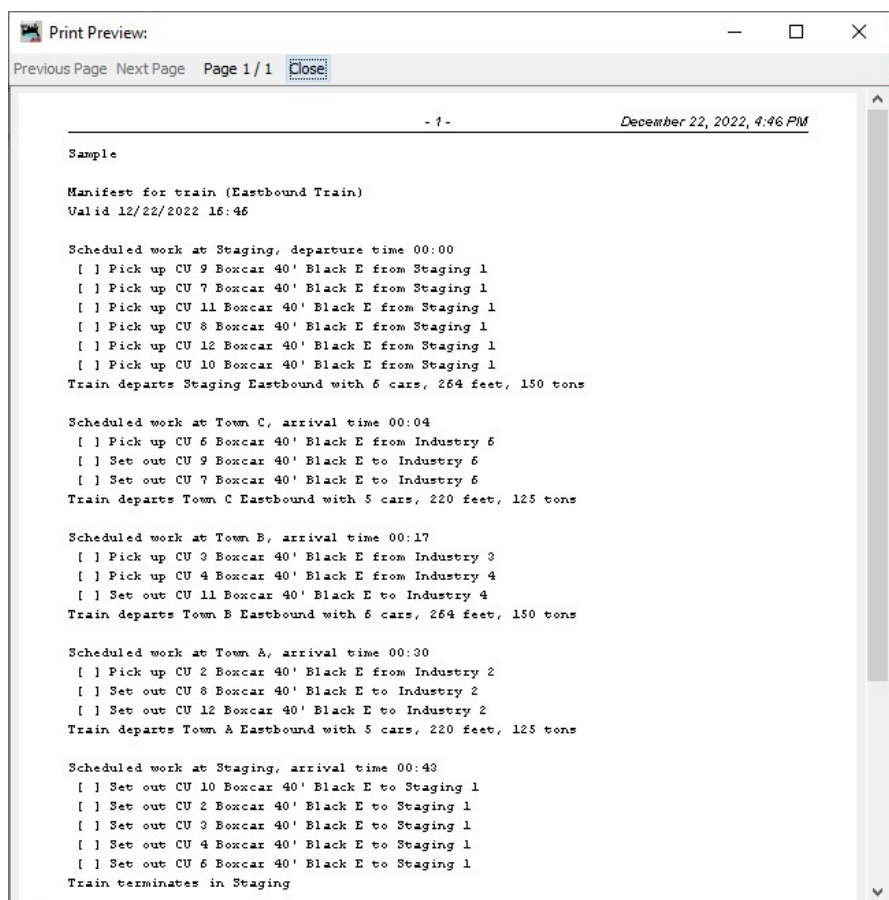 Print Preview:
Previous Page Next Page Page 1 / 1 Close
- 1 - December 22, 2022, 4:46 PM
Sample
Manifest for train (Eastbound Train)
Valid 12/22/2022 16:46
Scheduled work at Staging, departure time 00:00
[ ] Pick up CU 9 Boxcar 40' Black E from Staging 1
[ ] Pick up CU 7 Boxcar 40' Black E from Staging 1
[ ] Pick up CU 11 Boxcar 40' Black E from Staging 1
[ ] Pick up CU 8 Boxcar 40' Black E from Staging 1
[ ] Pick up CU 12 Boxcar 40' Black E from Staging 1
[ ] Pick up CU 10 Boxcar 40' Black E from Staging 1
Train departs Staging Eastbound with 6 cars, 264 feet, 150 tons
Scheduled work at Town C, arrival time 00:04
[ ] Pick up CU 6 Boxcar 40' Black E from Industry 6
[ ] Set out CU 9 Boxcar 40' Black E to Industry 6
[ ] Set out CU 7 Boxcar 40' Black E to Industry 6
Train departs Town C Eastbound with 5 cars, 220 feet, 125 tons
Scheduled work at Town B, arrival time 00:17
[ ] Pick up CU 3 Boxcar 40' Black E from Industry 3
[ ] Pick up CU 4 Boxcar 40' Black E from Industry 4
[ ] Set out CU 11 Boxcar 40' Black E to Industry 4
Train departs Town B Eastbound with 6 cars, 264 feet, 150 tons
Scheduled work at Town A, arrival time 00:30
[ ] Pick up CU 2 Boxcar 40' Black E from Industry 2
[ ] Set out CU 8 Boxcar 40' Black E to Industry 2
[ ] Set out CU 12 Boxcar 40' Black E to Industry 2
Train departs Town A Eastbound with 5 cars, 220 feet, 125 tons
Scheduled work at Staging, arrival time 00:43
[ ] Set out CU 10 Boxcar 40' Black E to Staging 1
[ ] Set out CU 2 Boxcar 40' Black E to Staging 1
[ ] Set out CU 3 Boxcar 40' Black E to Staging 1
[ ] Set out CU 4 Boxcar 40' Black E to Staging 1
[ ] Set out CU 6 Boxcar 40' Black E to Staging 1
Train terminates in Staging